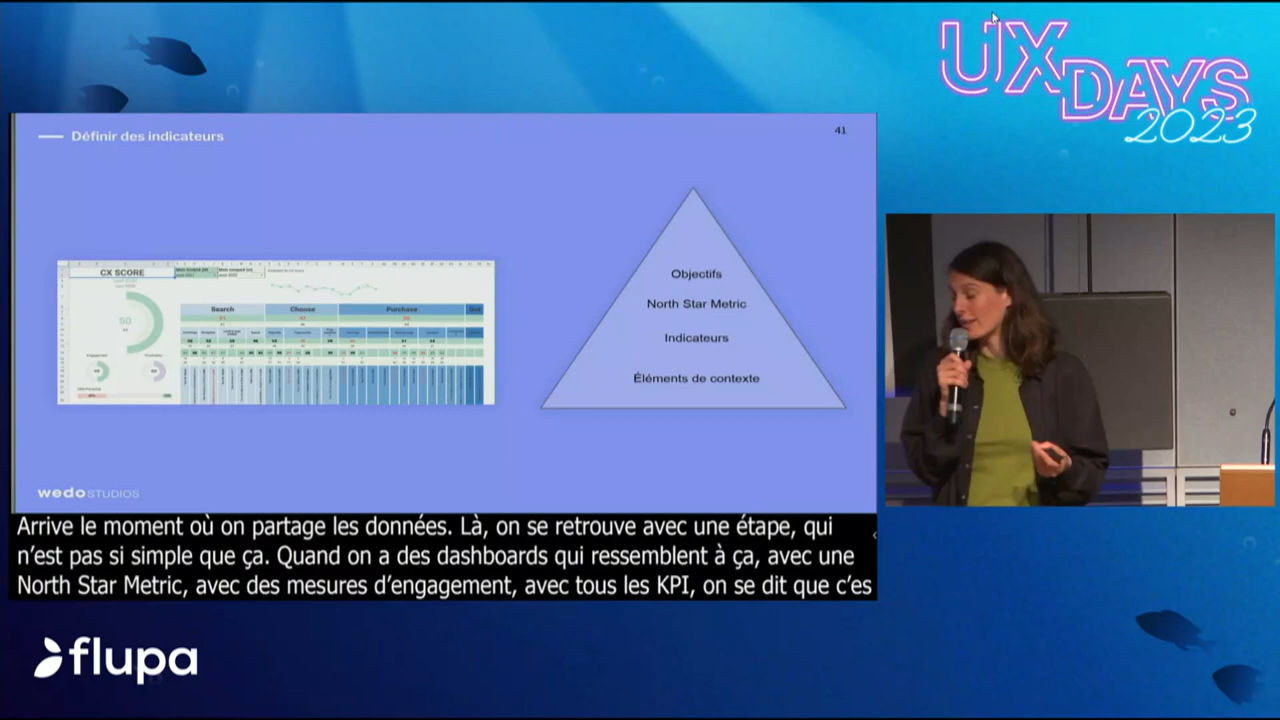 UX
DAYS
2023
Définir des indicateurs
41
CX SCORE
Search
Choose
Purchase
50
Objectifs
North Star Metric
Indicateurs
Éléments de contexte
wedo STUDIOS
Arrive le moment où on partage les données. Là, on se retrouve avec une étape, qui
n'est pas si simple que ça. Quand on a des dashboards qui ressemblent à ça, avec une
North Star Metric, avec des mesures d'engagement, avec tous les KPI, on se dit que c'es
flupa